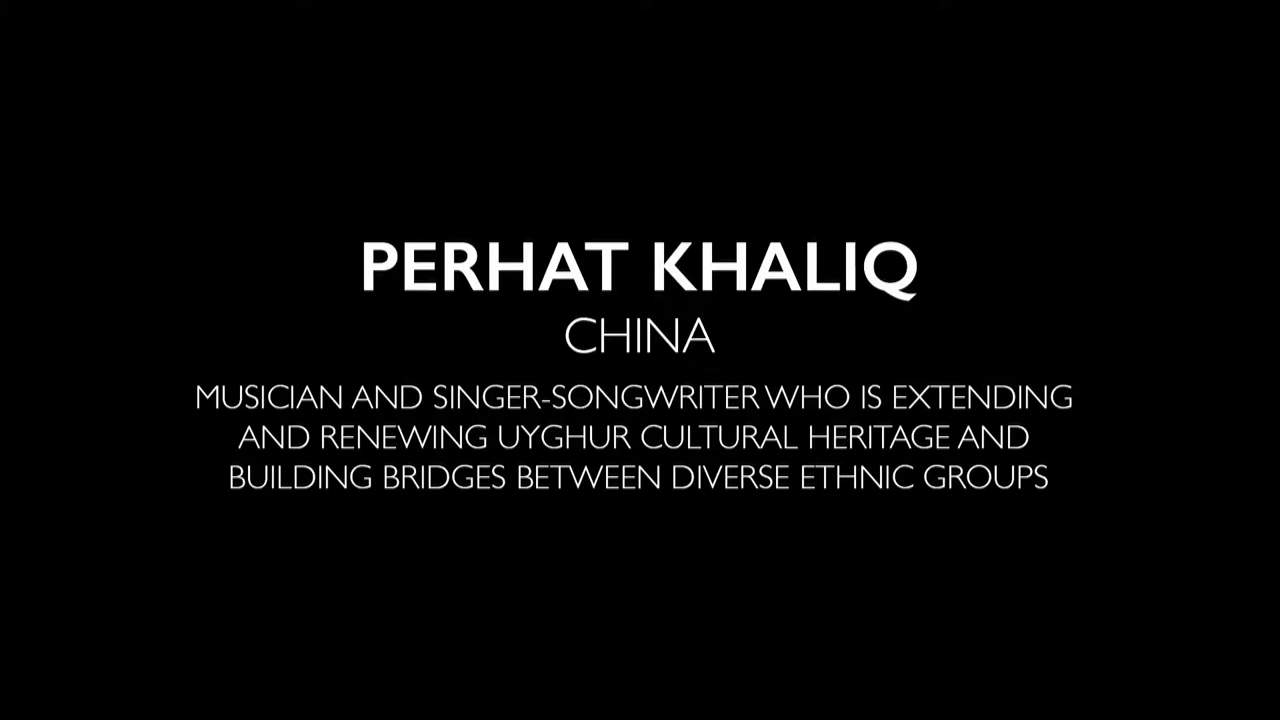 PERHAT KHALIQ
CHINA
MUSICIAN AND SINGER-SONGWRITER WHO IS EXTENDING
AND RENEWING UYGHUR CULTURAL HERITAGE AND
BUILDING BRIDGES BETWEEN DIVERSE ETHNIC GROUPS